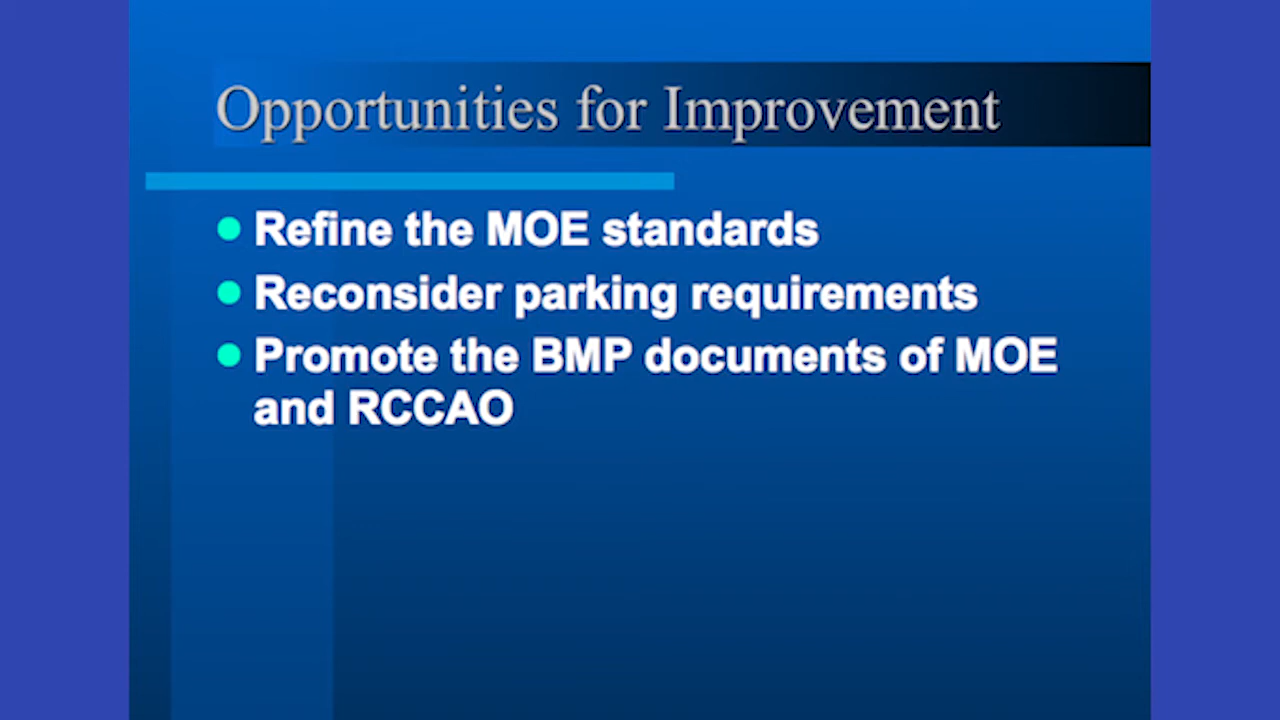 Opportunities for Improvement
Refine the MOE standards
Reconsider parking requirements
Promote the BMP documents of MOE
and RCCAO